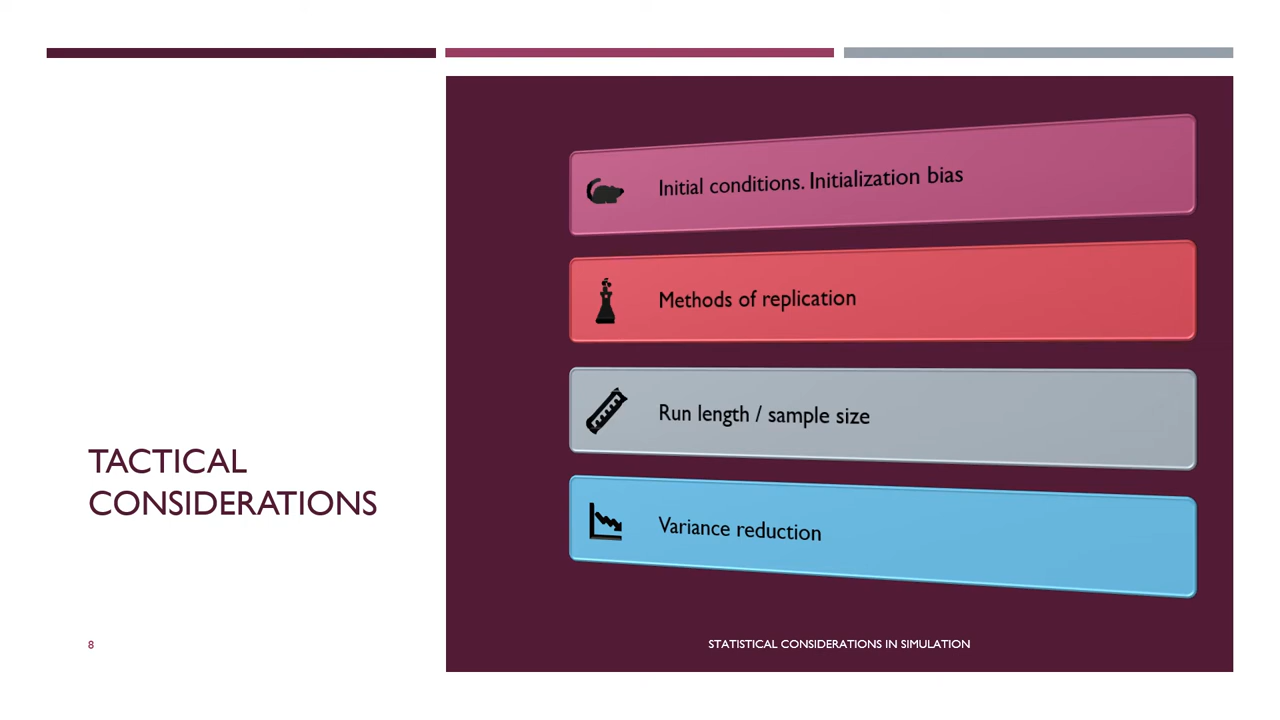 TACTICAL
CONSIDERATIONS
Initial conditions. Initialization bias
Methods of replication
Run length / sample size
Variance reduction
8
STATISTICAL CONSIDERATIONS IN SIMULATION